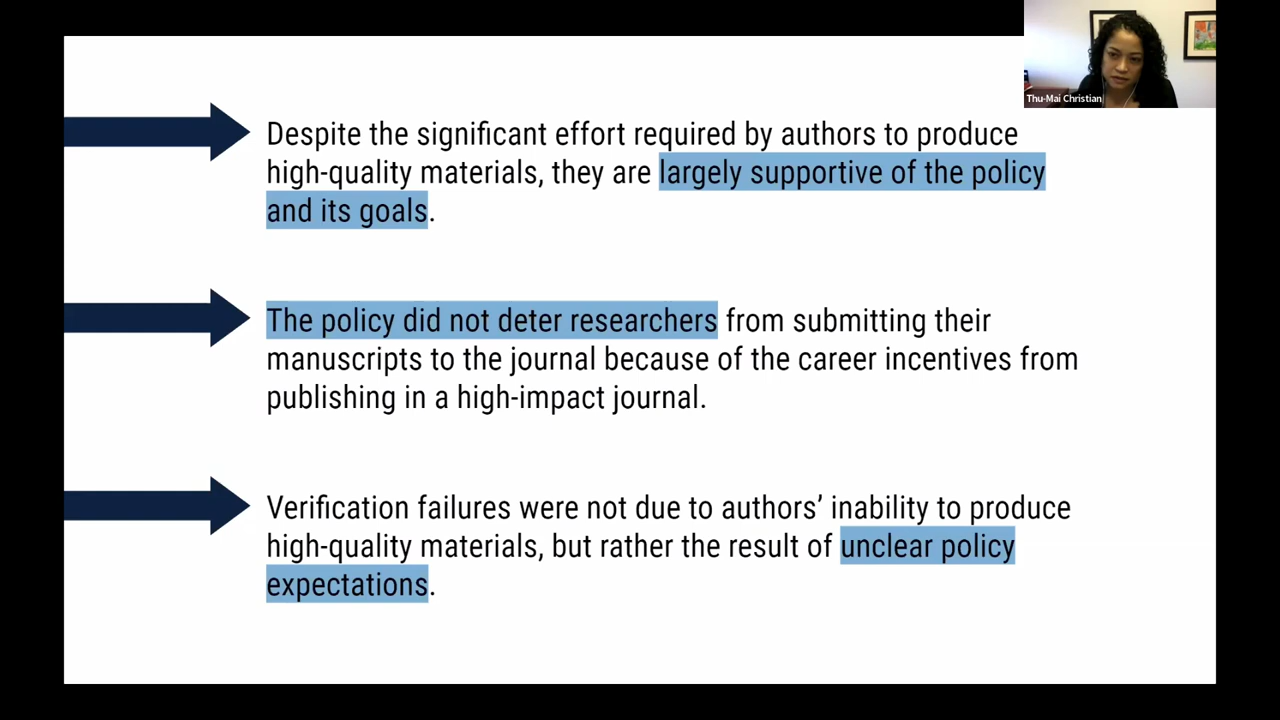 Thu-Mai Christian
Despite the significant effort required by authors to produce
high-quality materials, they are largely supportive of the policy
and its goals.
The policy did not deter researchers from submitting their
manuscripts to the journal because of the career incentives from
publishing in a high-impact journal.
Verification failures were not due to authors’ inability to produce
high-quality materials, but rather the result of unclear policy
expectations.